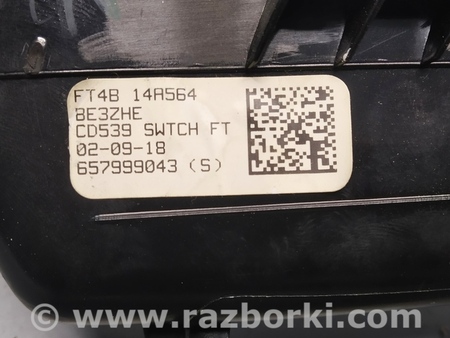 FT4B 14A564
BE3ZHE
CD539 SWTCH FT
02-09-18
657999043 (S)
www.razborki.com